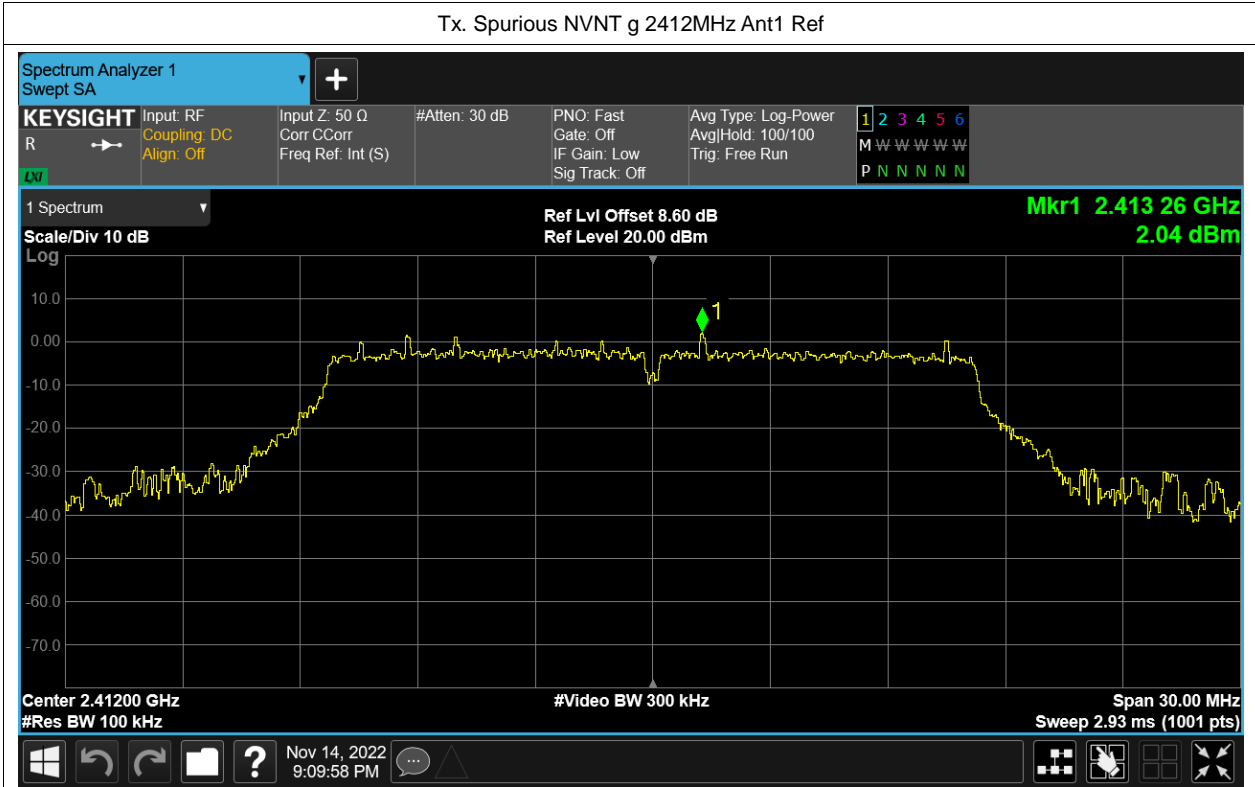 Tx. Spurious NVNT g 2412MHz Ant1 Ref
Spectrum Analyzer 1
Swept SA
KEYSIGHT
R
LXI
Input: RF
Coupling: DC
Align: Off
Input Z: 50 Ω
Corr CCorr
Freq Ref: Int (S)
#Atten: 30 dB
PNO: Fast
Gate: Off
IF Gain: Low
Sig Track: Off
Avg Type: Log-Power
Avg|Hold: 100/100
Trig: Free Run
1 2 3 4 5 6
M W W W W W
P N N N N N
1 Spectrum
Scale/Div 10 dB
Log
Ref Lvl Offset 8.60 dB
Ref Level 20.00 dBm
Mkr1 2.413 26 GHz
2.04 dBm
10.0
0.00
-10.0
-20.0
-30.0
-40.0
-50.0
-60.0
-70.0
1
Center 2.41200 GHz
#Res BW 100 kHz
#Video BW 300 kHz
Span 30.00 MHz
Sweep 2.93 ms (1001 pts)
?
Nov 14, 2022
9:09:58 PM